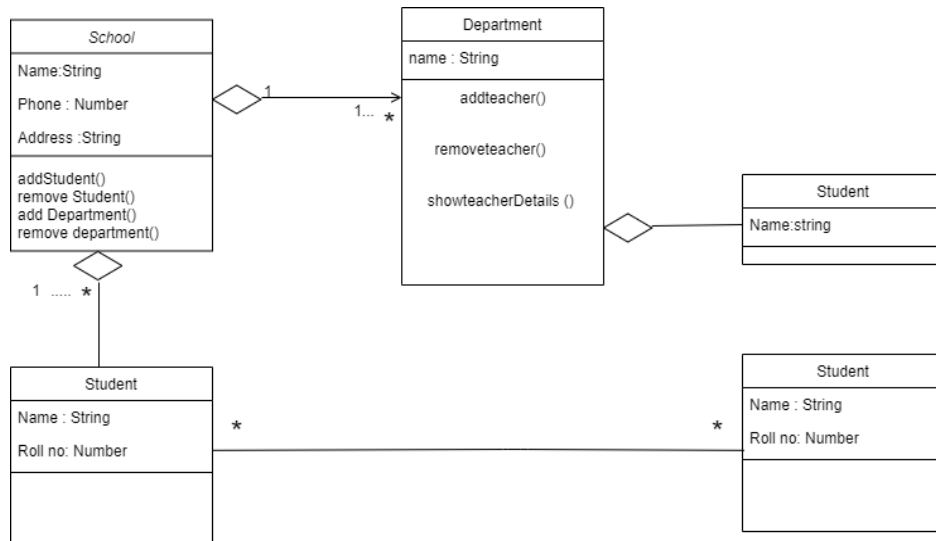 School
Name:String
Phone : Number
Address :String
addStudent()
remove Student()
add Department()
remove department()
1
1... *
Department
name : String
addteacher()
removeteacher()
showteacherDetails ()
Student
Name:string
1 ..... *
Student
Name : String
Roll no: Number
*
*
Student
Name : String
Roll no: Number